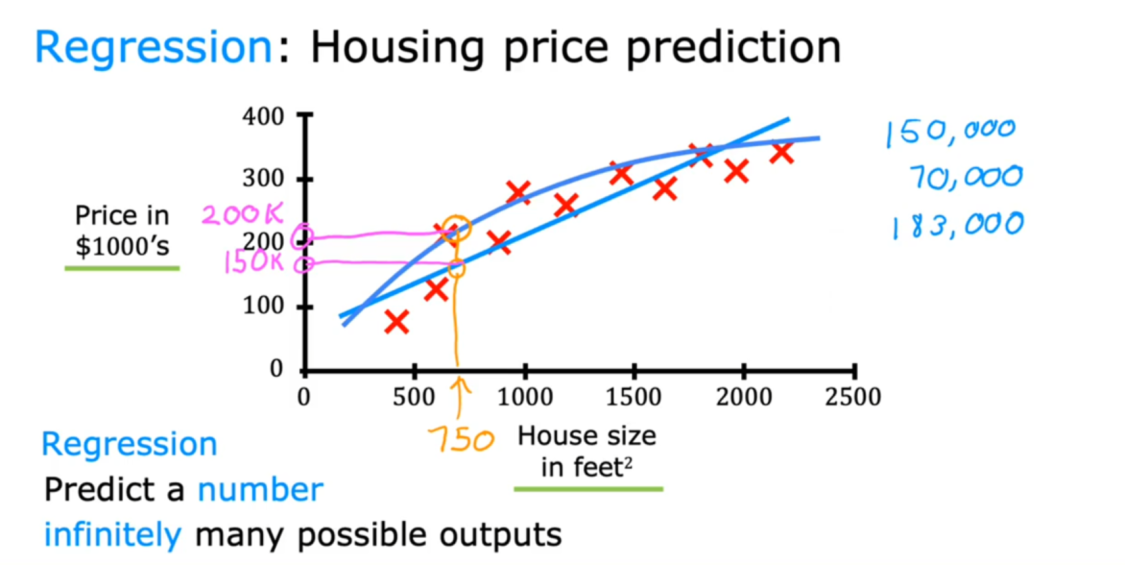 Regression: Housing price prediction
400
300
200
100
0
Price in
$1000's
200K
150K
150,000
70,000
183,000
0 500 1000 1500 2000 2500
750
House size
in feet²
Regression
Predict a number
infinitely many possible outputs